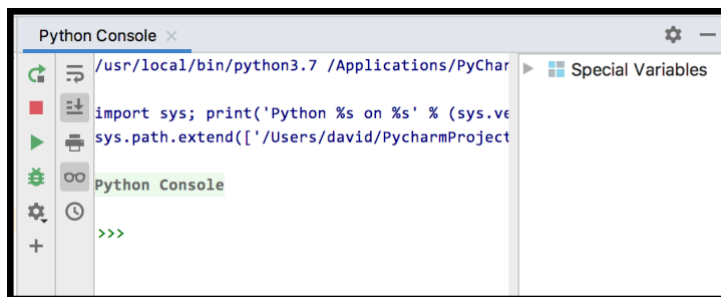 Python Console
/usr/local/bin/python3.7 /Applications/PyChar
Special Variables
import sys; print('Python %s on %s' % (sys.ve
sys.path.extend(['/Users/david/PycharmProject
Python Console
>>>